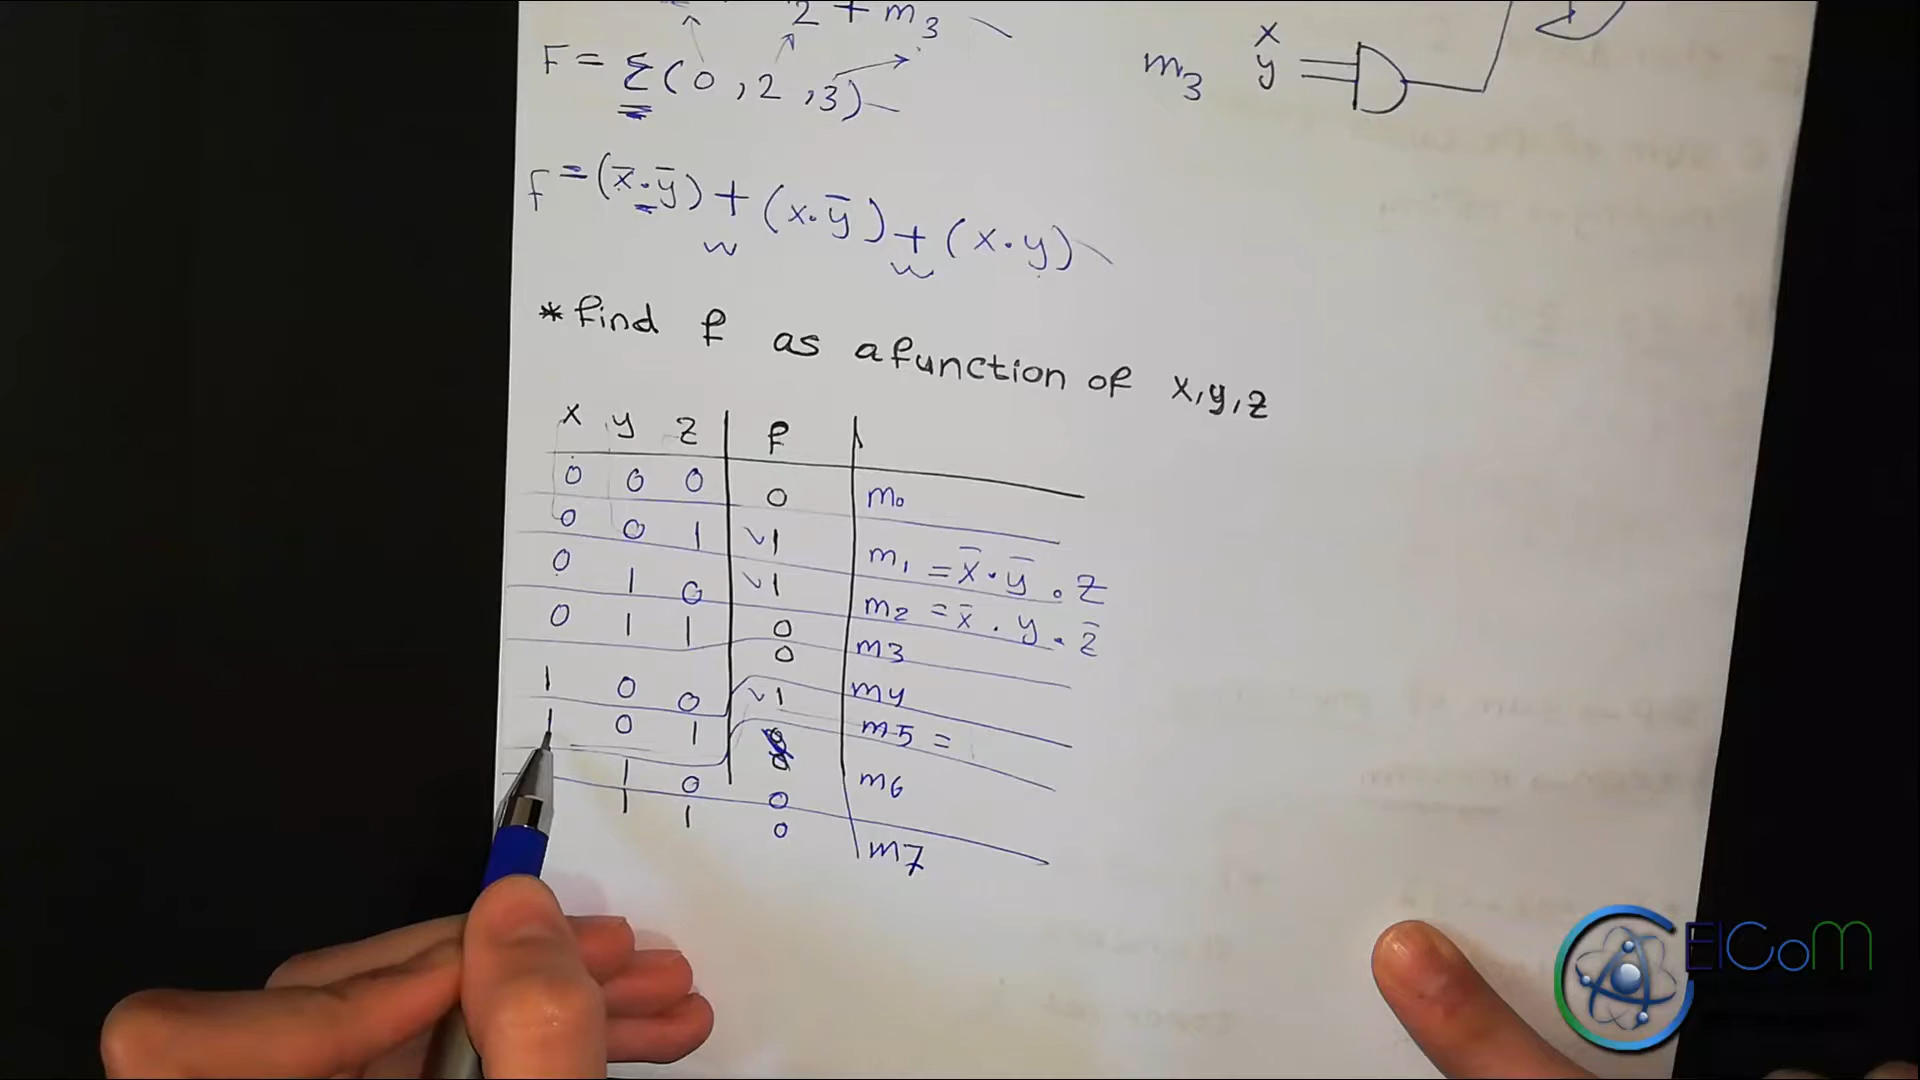 2 + m3
F = Σ(0, 2, 3)
m3 x y
f = (x̄·ȳ) + (x·ȳ) + (x·y)
* find f as a function of x, y, z
x y z f
0 0 0 0 m0
0 0 1 1 m1 = x̄·ȳ·z
0 1 0 1 m2 = x̄·y·z̄
0 1 1 0 m3
1 0 0 0 m4
1 0 1 1 m5 =
1 0 0 m6
1 1 0 m7
ElCoM